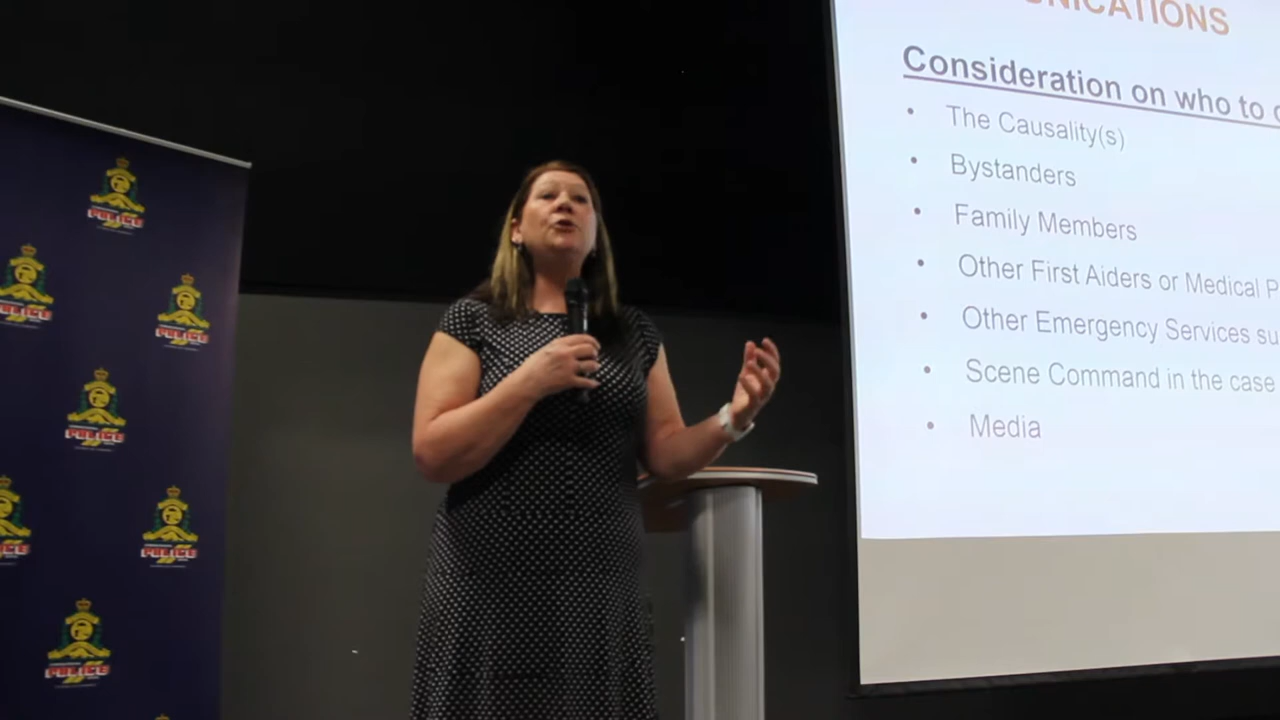 NICATIONS
Consideration on who to
• The Causality(s)
• Bystanders
• Family Members
• Other First Aiders or Medical P
• Other Emergency Services su
• Scene Command in the case
• Media
POLICE
POLICE
POLICE
POLICE
POLICE
POLICE
POLICE